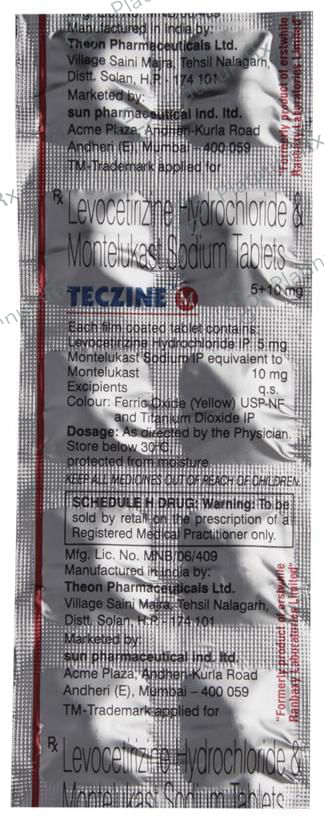 Manufactured in India by:
Theon Pharmaceuticals Ltd.
Village Saini Majra, Tehsil Nalagarh,
Distt. Solan, H.P - 174 101
Marketed by:
sun pharmaceutical ind. ltd.
Acme Plaza, Andheri-Kurla Road
Andheri (E), Mumbai – 400 059
TM-Trademark applied for
"Formerly product of erstwhile
Ranbaxy Laboratories Limited"
Rx
Levocetirizine Hydrochloride &
Montelukast Sodium Tablets
TECZINE M
5+10 mg
Each film coated tablet contains:
Levocetirizine Hydrochloride IP 5 mg
Montelukast Sodium IP equivalent to
Montelukast 10 mg
Excipients q.s.
Colour: Ferric Oxide (Yellow) USP-NF
and Titanium Dioxide IP
Dosage: As directed by the Physician.
Store below 30°C,
protected from moisture.
KEEP ALL MEDICINES OUT OF REACH OF CHILDREN.
SCHEDULE H DRUG: Warning: To be
sold by retail on the prescription of a
Registered Medical Practitioner only.
Mfg. Lic. No. MNB/06/409
Manufactured in India by:
Theon Pharmaceuticals Ltd.
Village Saini Majra, Tehsil Nalagarh,
Distt. Solan, H.P - 174 101
Marketed by:
sun pharmaceutical ind. ltd.
Acme Plaza, Andheri-Kurla Road
Andheri (E), Mumbai – 400 059
TM-Trademark applied for
"Formerly product of erstwhile
Ranbaxy Laboratories Limited"
Rx
Levocetirizine Hydrochloride &
Montelukast Sodium Tablets